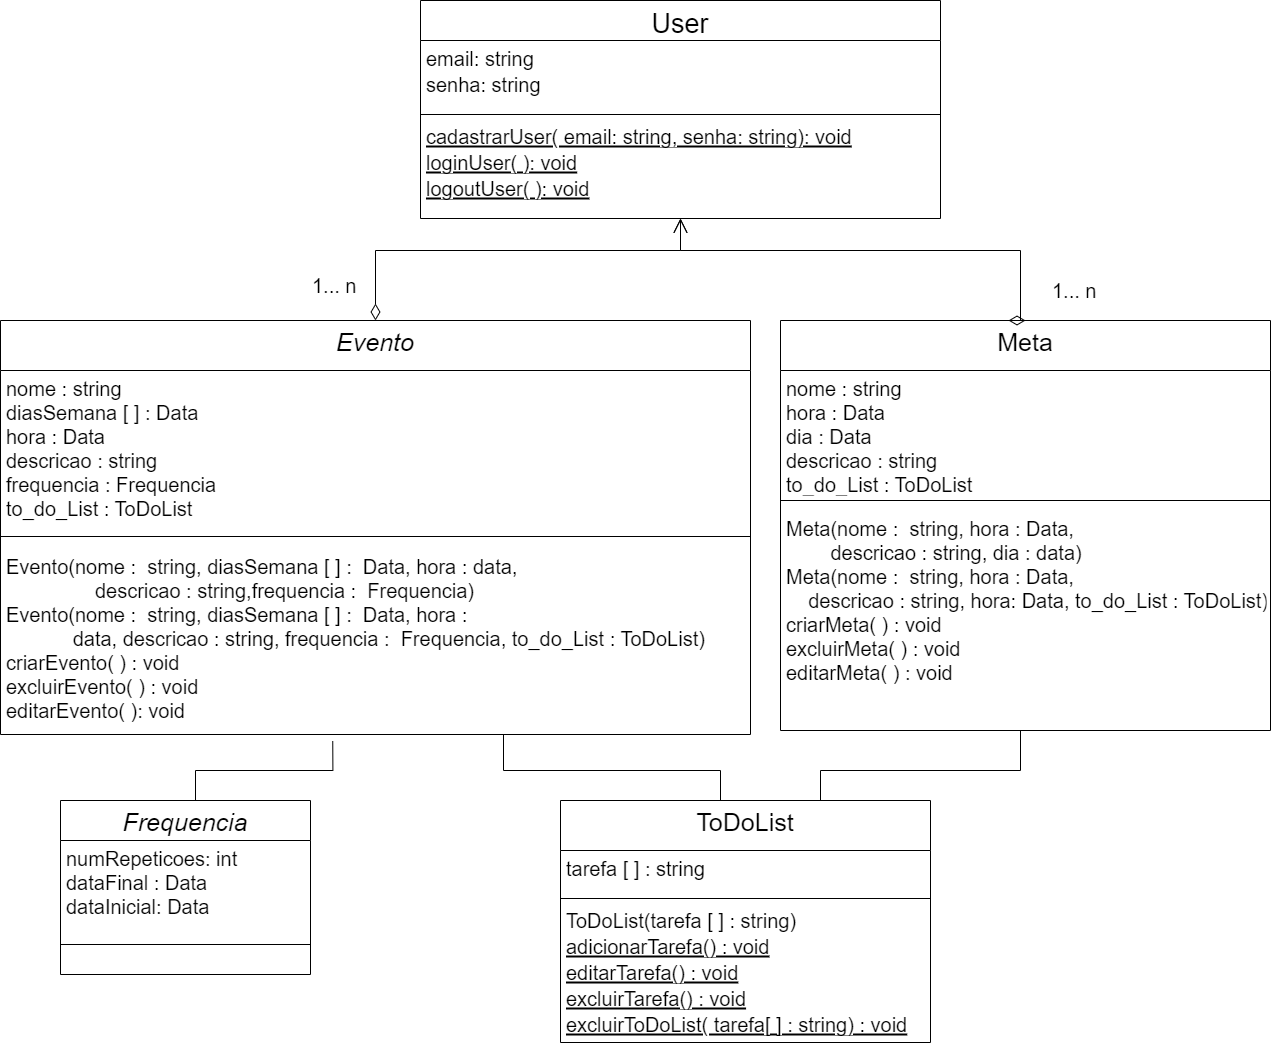 User
email: string
senha: string
cadastrarUser( email: string, senha: string): void
loginUser( ): void
logoutUser( ): void
1... n
1... n
Evento
nome : string
diasSemana [ ] : Data
hora : Data
descricao : string
frequencia : Frequencia
to_do_List : ToDoList
Evento(nome :  string, diasSemana [ ] :  Data, hora : data,
descricao : string,frequencia :  Frequencia)
Evento(nome :  string, diasSemana [ ] :  Data, hora :
data, descricao : string, frequencia :  Frequencia, to_do_List : ToDoList)
criarEvento( ) : void
excluirEvento( ) : void
editarEvento( ): void
Meta
nome : string
hora : Data
dia : Data
descricao : string
to_do_List : ToDoList
Meta(nome :  string, hora : Data,
descricao : string, dia : data)
Meta(nome :  string, hora : Data,
descricao : string, hora: Data, to_do_List : ToDoList)
criarMeta( ) : void
excluirMeta( ) : void
editarMeta( ) : void
Frequencia
numRepeticoes: int
dataFinal : Data
dataInicial: Data
ToDoList
tarefa [ ] : string
ToDoList(tarefa [ ] : string)
adicionarTarefa() : void
editarTarefa() : void
excluirTarefa() : void
excluirToDoList( tarefa[ ] : string) : void